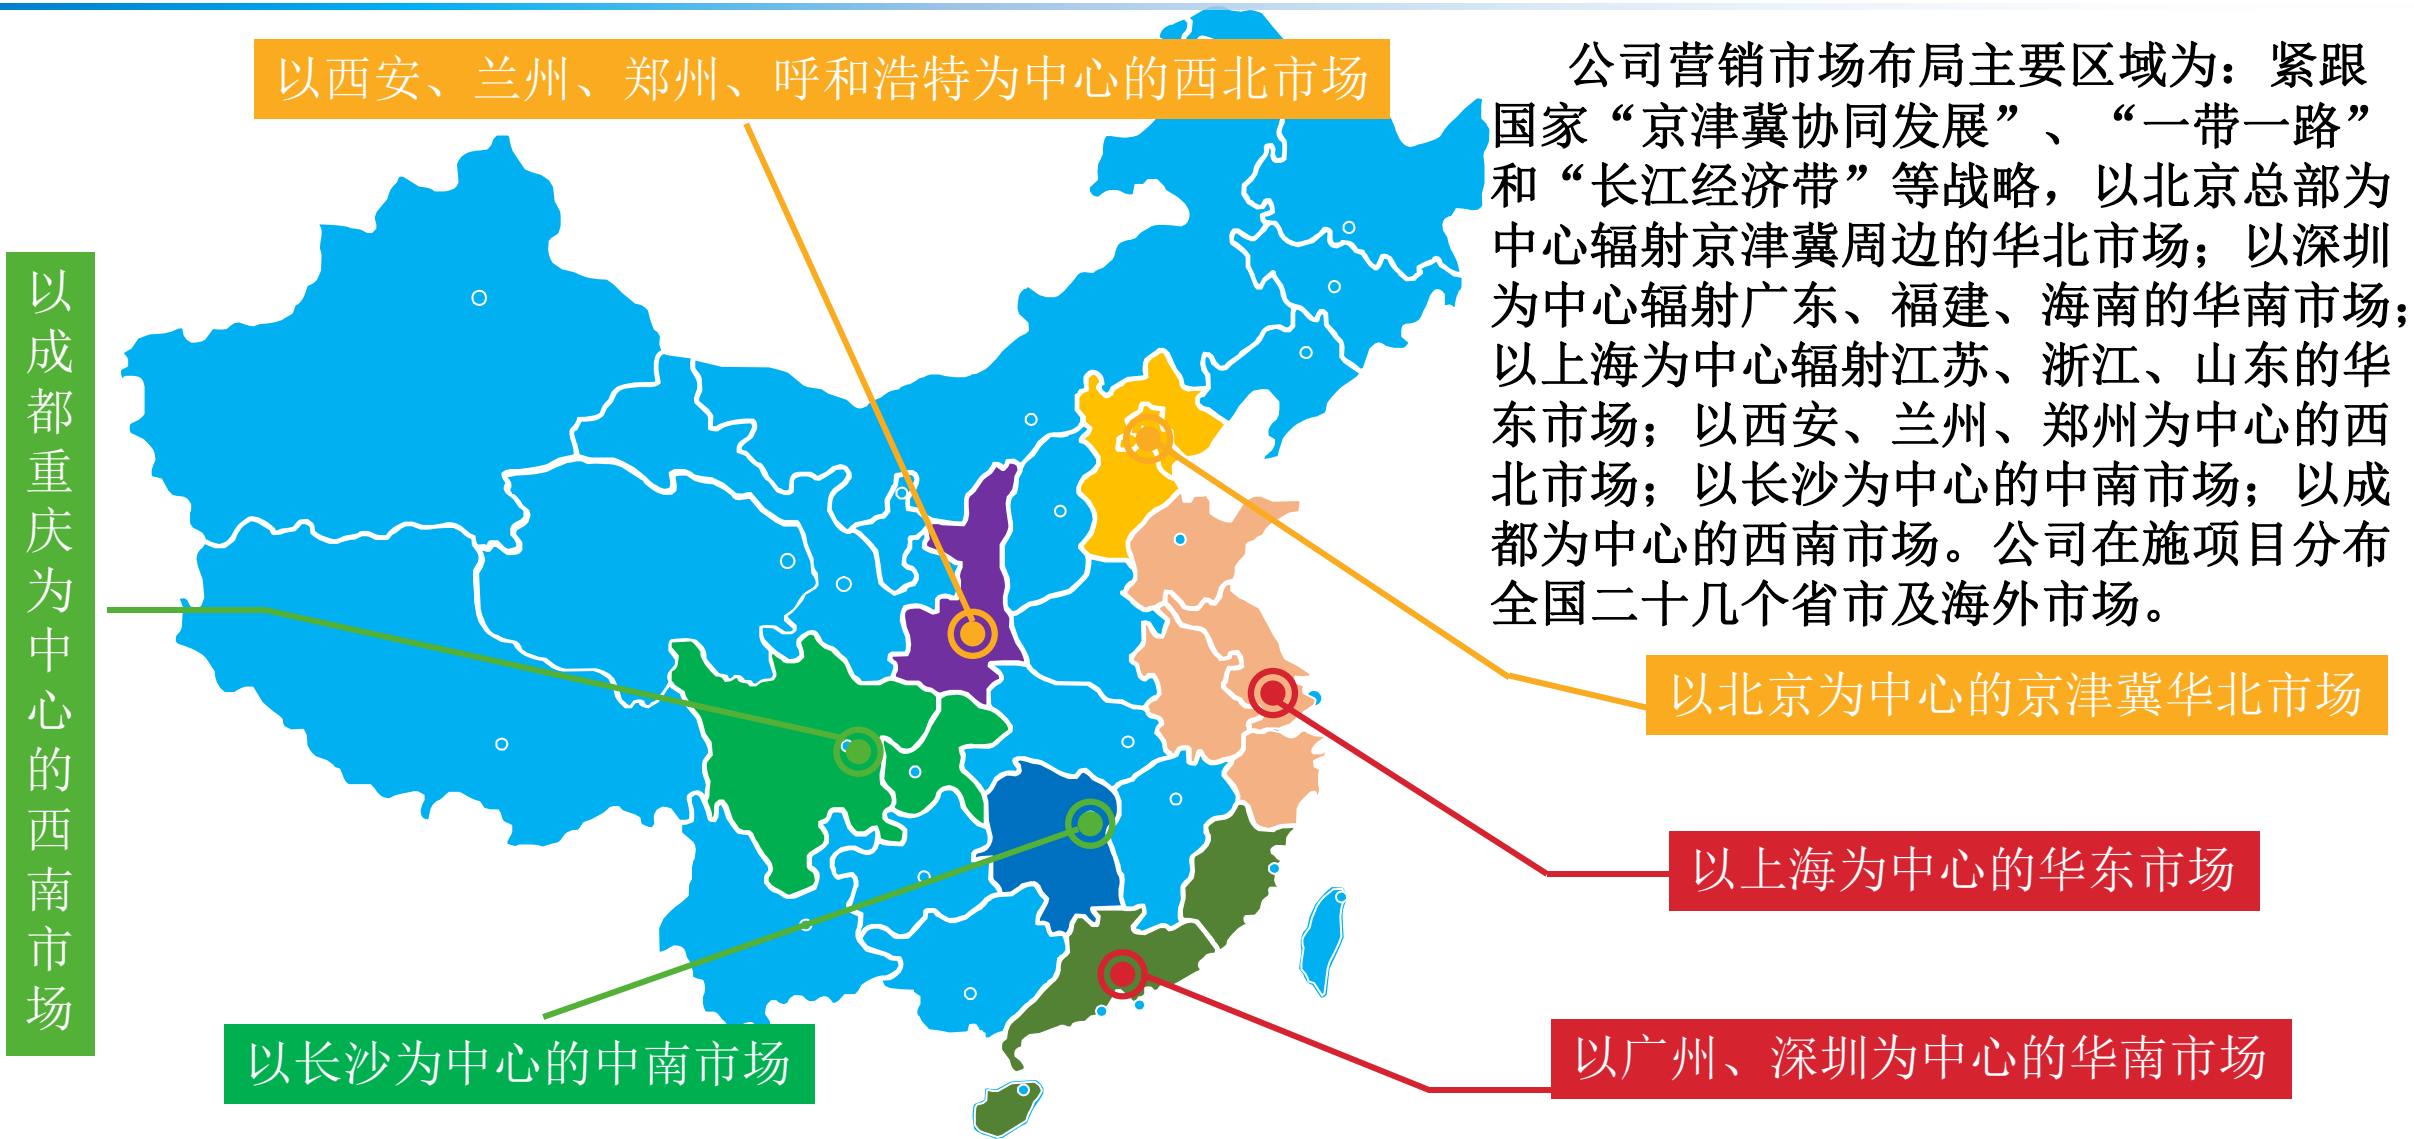 以西安、兰州、郑州、呼和浩特为中心的西北市场
公司营销市场布局主要区域为：紧跟
国家“京津冀协同发展”、“一带一路”
和“长江经济带”等战略，以北京总部为
中心辐射京津冀周边的华北市场；以深圳
为中心辐射广东、福建、海南的华南市场；
以上海为中心辐射江苏、浙江、山东的华
东市场；以西安、兰州、郑州为中心的西
北市场；以长沙为中心的中南市场；以成
都为中心的西南市场。公司在施项目分布
全国二十几个省市及海外市场。
以成都重庆为中心的西南市场
以北京为中心的京津冀华北市场
以上海为中心的华东市场
以长沙为中心的中南市场
以广州、深圳为中心的华南市场